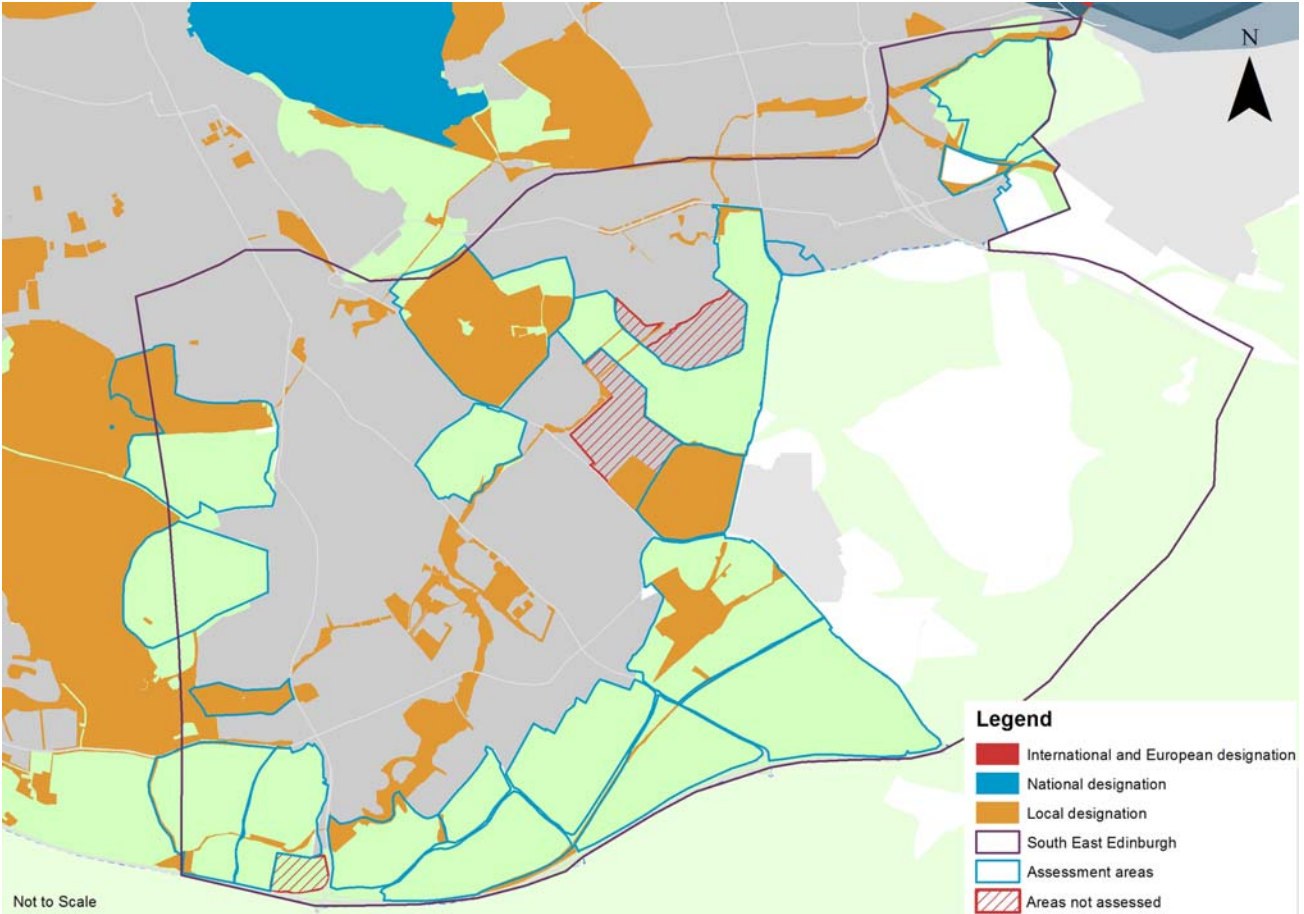 N
Legend
International and European designation
National designation
Local designation
South East Edinburgh
Assessment areas
Areas not assessed
Not to Scale